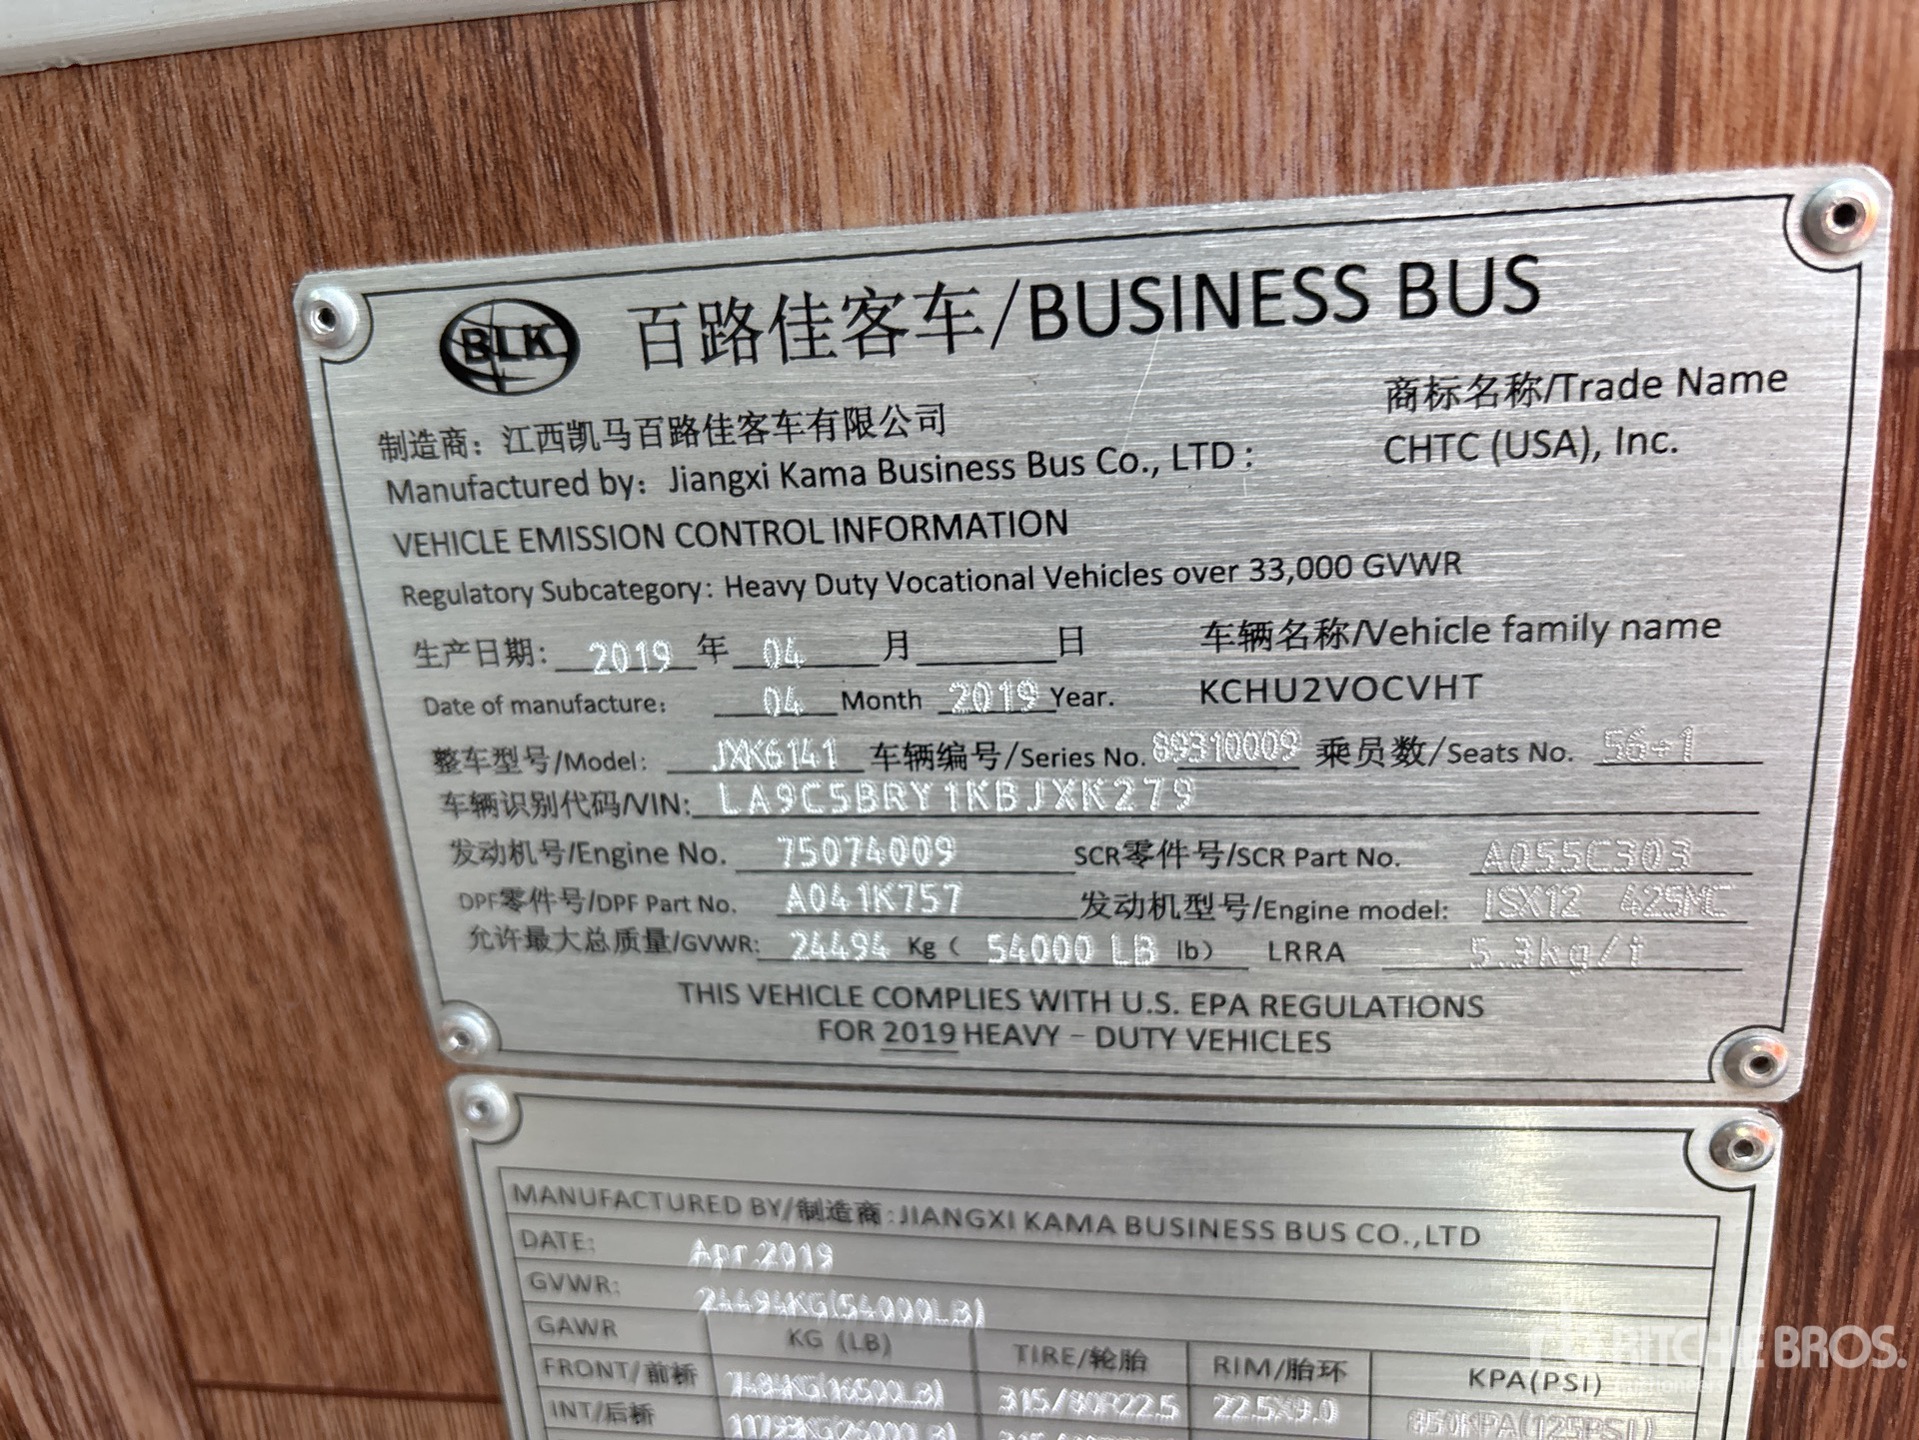 BLK 百路佳客车/BUSINESS BUS
制造商：江西凯马百路佳客车有限公司
Manufactured by: Jiangxi Kama Business Bus Co., LTD :
商标名称/Trade Name
CHTC (USA), Inc.
VEHICLE EMISSION CONTROL INFORMATION
Regulatory Subcategory: Heavy Duty Vocational Vehicles over 33,000 GVWR
生产日期: 2019 年 04 月 日
Date of manufacture: 04 Month 2019 Year.
车辆名称/Vehicle family name
KCHU2VOCVHT
整车型号/Model: JXK6141 车辆编号/Series No. 89310009 乘员数/Seats No. 56+1
车辆识别代码/VIN: LA9C5BRY1KBJXK279
发动机号/Engine No. 75074009 SCR零件号/SCR Part No. A055C303
DPF零件号/DPF Part No. A041K757 发动机型号/Engine model: ISX12 425MC
允许最大总质量/GVWR: 24494 Kg ( 54000 LB lb) LRRA 5.3kg/t
THIS VEHICLE COMPLIES WITH U.S. EPA REGULATIONS
FOR 2019 HEAVY - DUTY VEHICLES
MANUFACTURED BY/制造商:JIANGXI KAMA BUSINESS BUS CO.,LTD
DATE: Apr.2019
GVWR: 24494KG(54000LB)
GAWR KG (LB) TIRE/轮胎 RIM/胎环 KPA(PSI)
FRONT/前桥 7484KG(16500LB) 315/80R22.5 22.5X9.0 850KPA(125PSI)
INT/后桥 11793KG(26000LB)
RITCHIE BROS.
Auctioneers